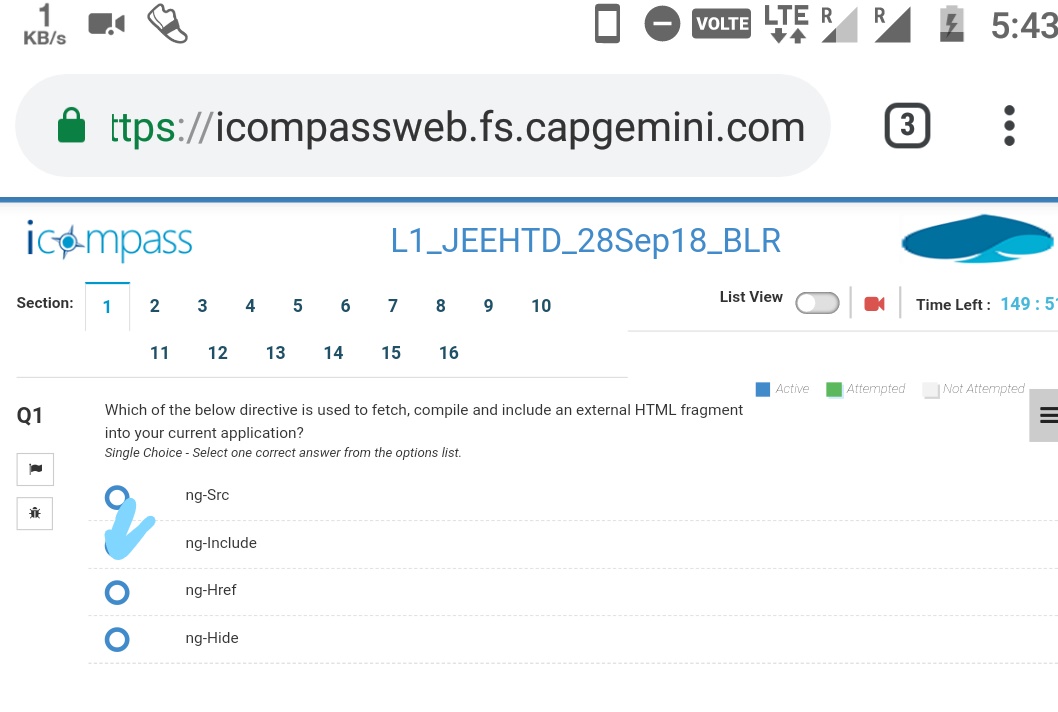 1
KB/s
VOLTE
LTE
R
R
5:43
ttps://icompassweb.fs.capgemini.com
3
icompass
L1_JEEHTD_28Sep18_BLR
Section:
1 2 3 4 5 6 7 8 9 10
11 12 13 14 15 16
List View
Time Left : 149 : 51
Active Attempted Not Attempted
Q1
Which of the below directive is used to fetch, compile and include an external HTML fragment
into your current application?
Single Choice - Select one correct answer from the options list.
ng-Src
ng-Include
ng-Href
ng-Hide